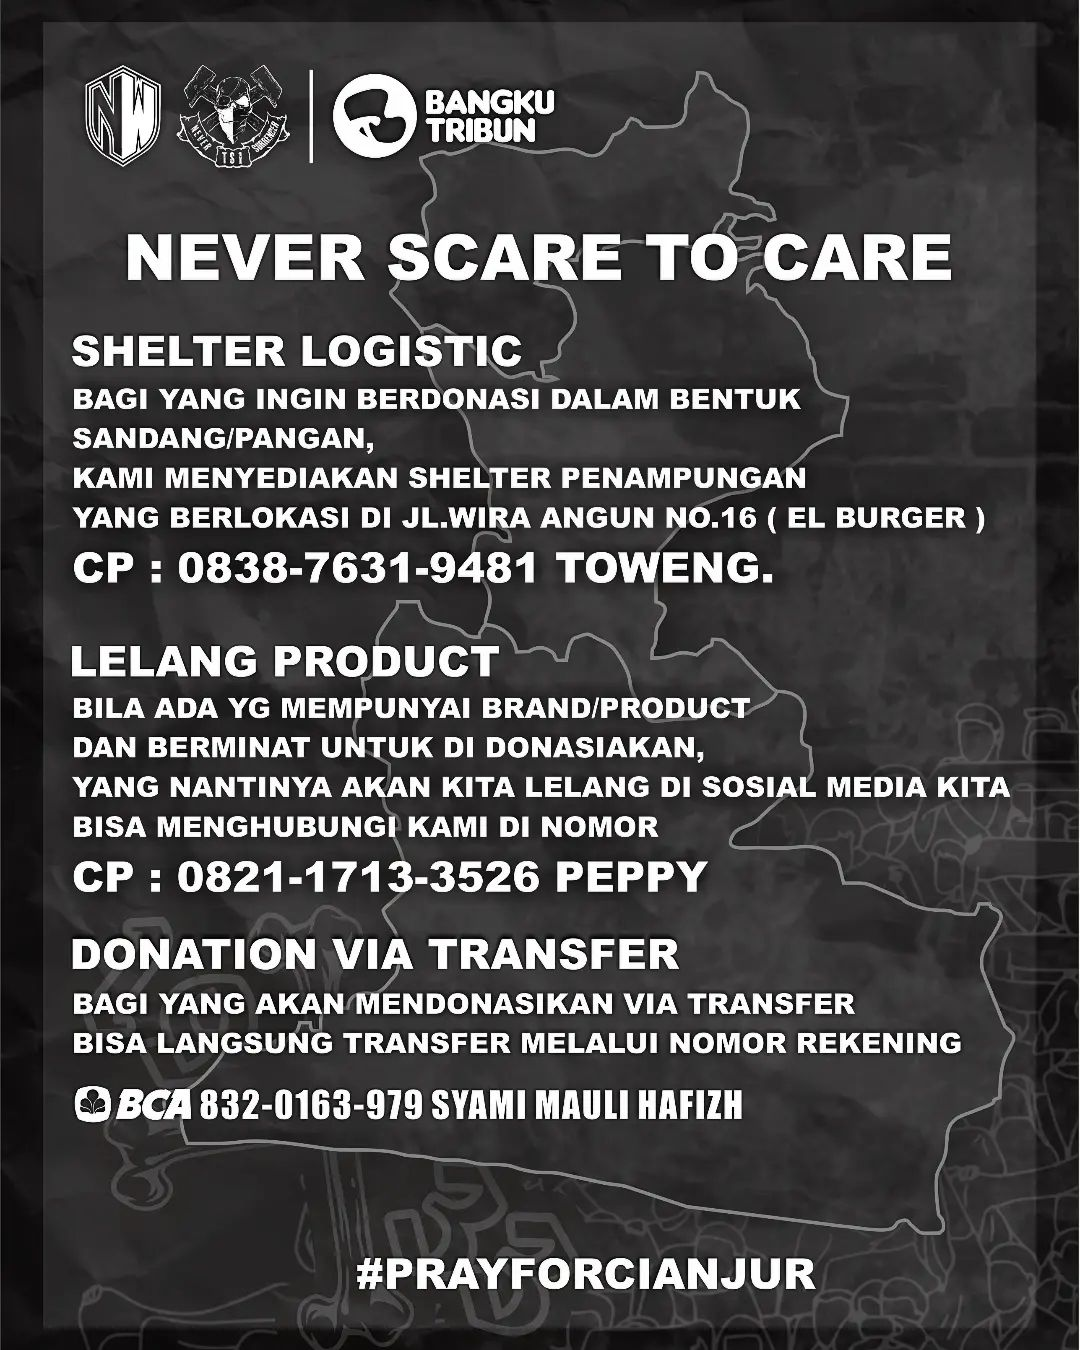 NW
NEVER TSR SURRENDER
BANGKU
TRIBUN
NEVER SCARE TO CARE
SHELTER LOGISTIC
BAGI YANG INGIN BERDONASI DALAM BENTUK
SANDANG/PANGAN,
KAMI MENYEDIAKAN SHELTER PENAMPUNGAN
YANG BERLOKASI DI JL.WIRA ANGUN NO.16 ( EL BURGER )
CP : 0838-7631-9481 TOWENG.
LELANG PRODUCT
BILA ADA YG MEMPUNYAI BRAND/PRODUCT
DAN BERMINAT UNTUK DI DONASIAKAN,
YANG NANTINYA AKAN KITA LELANG DI SOSIAL MEDIA KITA
BISA MENGHUBUNGI KAMI DI NOMOR
CP : 0821-1713-3526 PEPPY
DONATION VIA TRANSFER
BAGI YANG AKAN MENDONASIKAN VIA TRANSFER
BISA LANGSUNG TRANSFER MELALUI NOMOR REKENING
BCA 832-0163-979 SYAMI MAULI HAFIZH
#PRAYFORCIANJUR